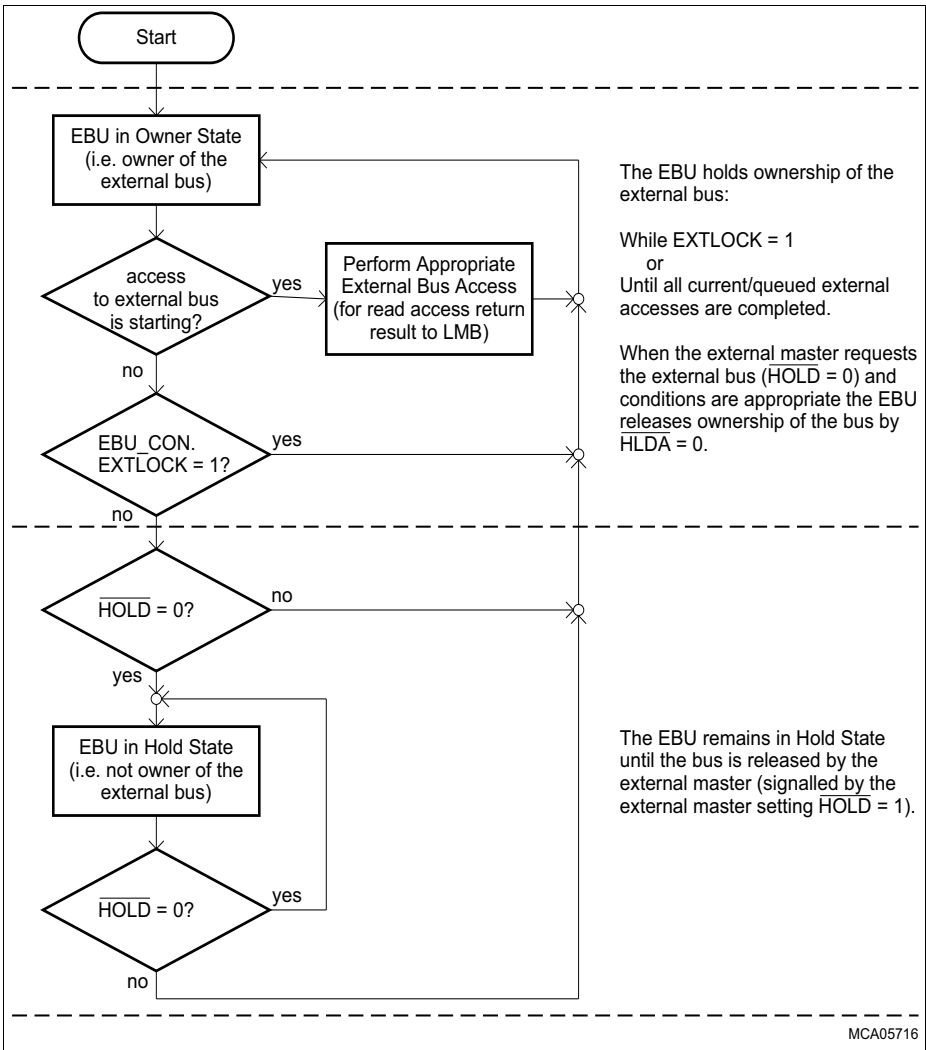 Start
EBU in Owner State
(i.e. owner of the
external bus)
The EBU holds ownership of the
external bus:
While EXTLOCK = 1
or
Until all current/queued external
accesses are completed.
When the external master requests
the external bus (H̅O̅L̅D̅ = 0) and
conditions are appropriate the EBU
releases ownership of the bus by
H̅L̅D̅A̅ = 0.
access
to external bus
is starting?
yes
Perform Appropriate
External Bus Access
(for read access return
result to LMB)
no
EBU_CON.
EXTLOCK = 1?
yes
no
H̅O̅L̅D̅ = 0?
no
yes
EBU in Hold State
(i.e. not owner of the
external bus)
The EBU remains in Hold State
until the bus is released by the
external master (signalled by the
external master setting H̅O̅L̅D̅ = 1).
H̅O̅L̅D̅ = 0?
yes
no
MCA05716